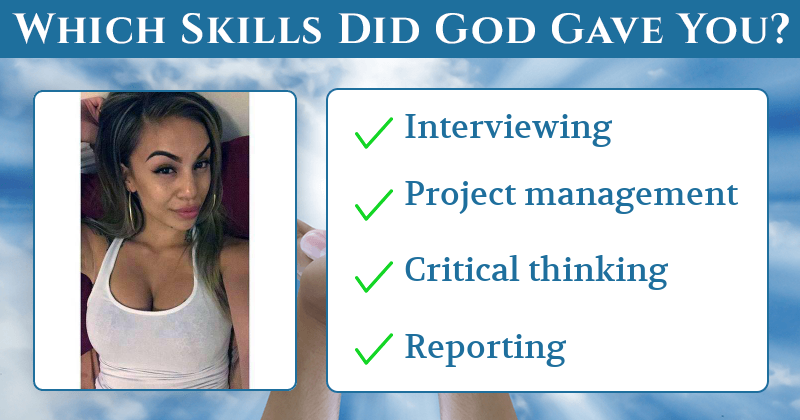 Which Skills Did God Gave You?
Interviewing
Project management
Critical thinking
Reporting